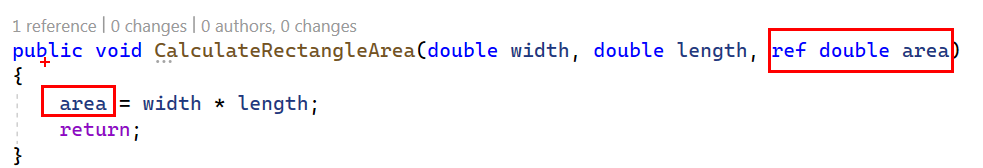 1 reference | 0 changes | 0 authors, 0 changes
public void CalculateRectangleArea(double width, double length, ref double area)
{
area = width * length;
return;
}